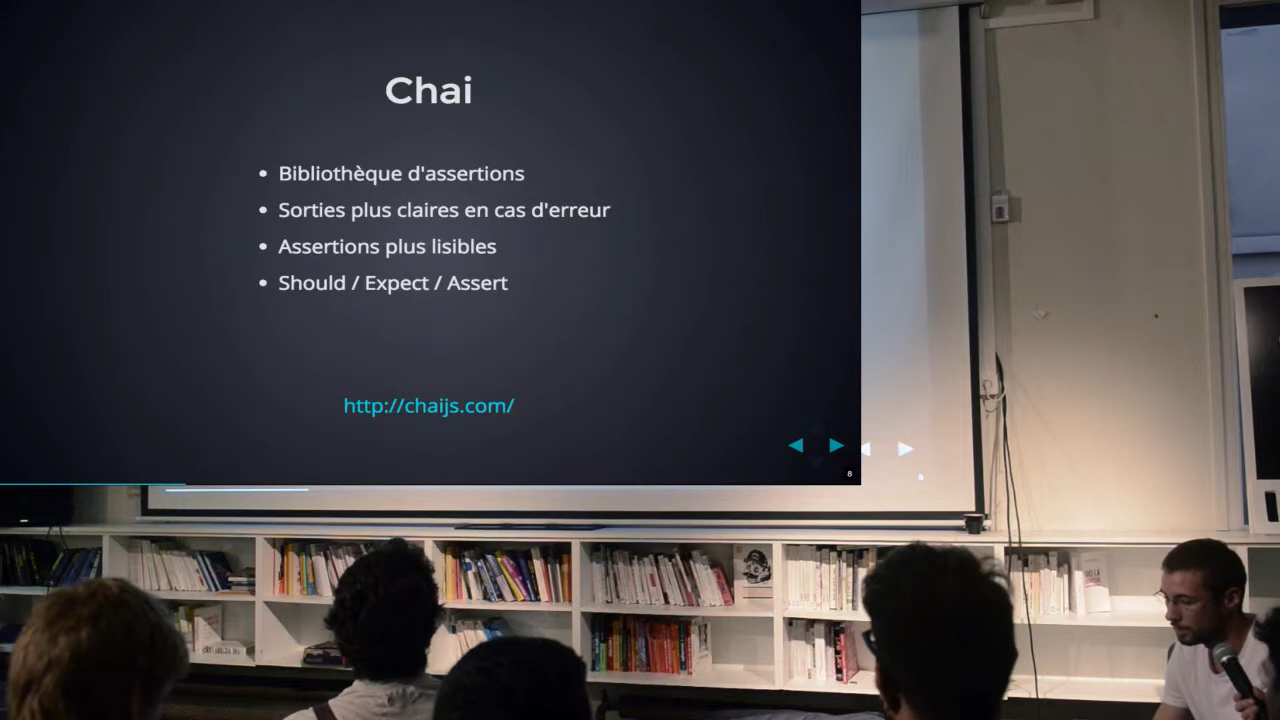 Chai
• Bibliothèque d'assertions
• Sorties plus claires en cas d'erreur
• Assertions plus lisibles
• Should / Expect / Assert
http://chaijs.com/
8
8